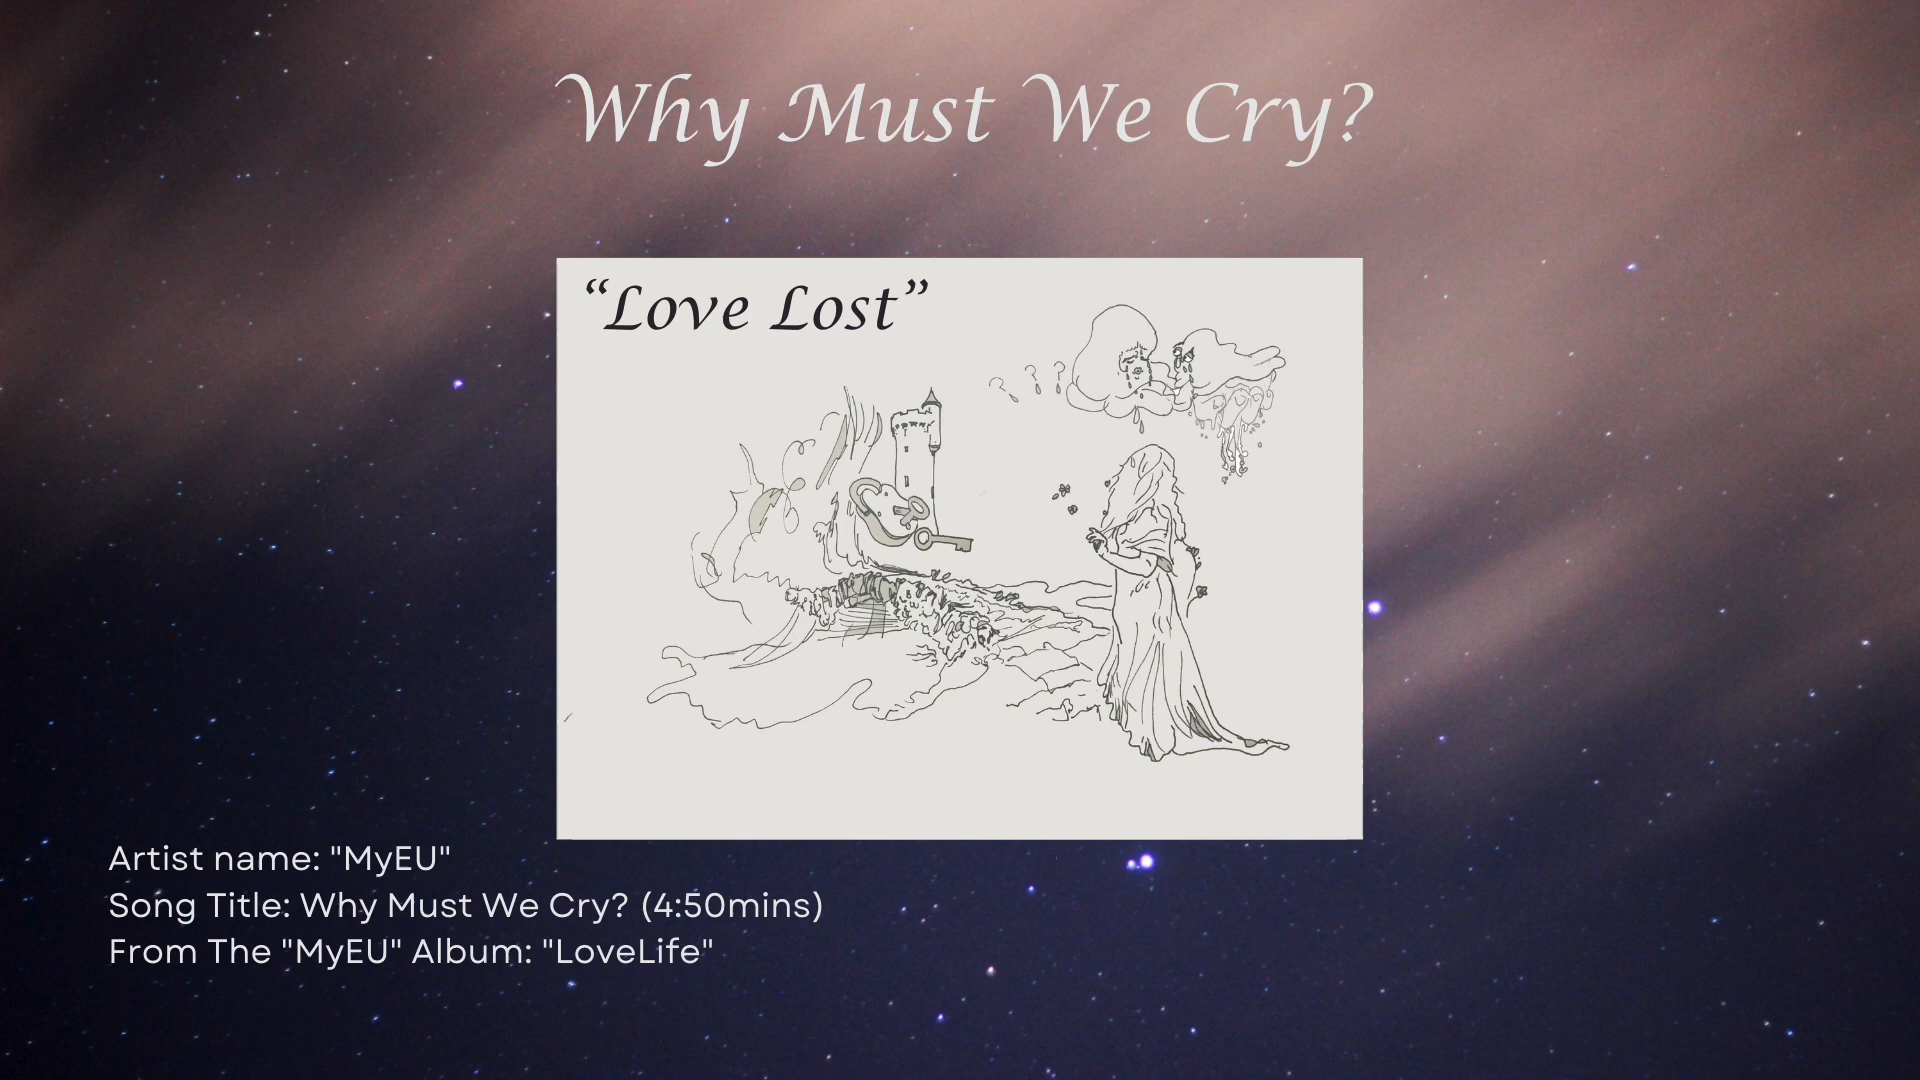 Why Must We Cry?
“Love Lost”
? ? ?
Artist name: "MyEU"
Song Title: Why Must We Cry? (4:50mins)
From The "MyEU" Album: "LoveLife"